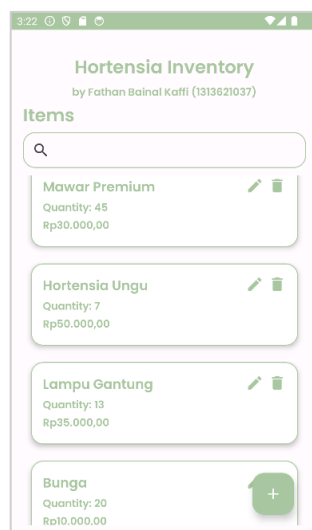 3:22
Hortensia Inventory
by Fathan Bainal Kaffi (1313621037)
Items
Mawar Premium
Quantity: 45
Rp30.000,00
Hortensia Ungu
Quantity: 7
Rp50.000,00
Lampu Gantung
Quantity: 13
Rp35.000,00
Bunga
Quantity: 20
Rp10.000,00
+